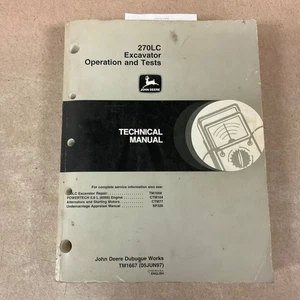 270LC
Excavator
Operation and Tests
JOHN DEERE
TECHNICAL
MANUAL
For complete service information also see:
Excavator Repair
POWERTECH Engine
Alternators and Starting Motors
Undercarriage Appraisal Manual
John Deere Dubuque Works
TM1667 (05JUN97)